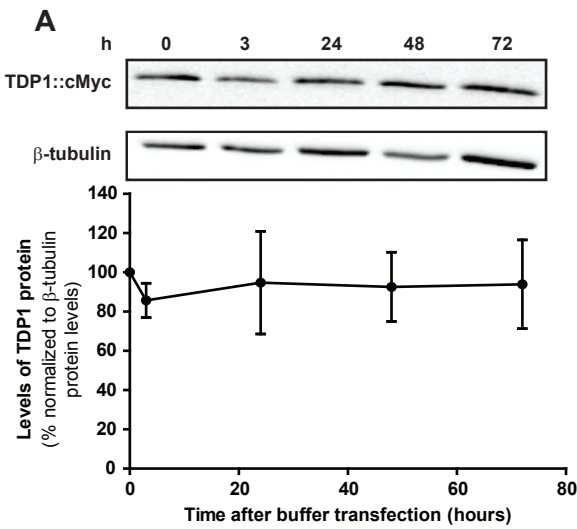 A
h 0 3 24 48 72
TDP1::cMyc
β-tubulin
140
120
100
80
60
40
20
0
Levels of TDP1 protein
(% normalized to β-tubulin
protein levels)
0 20 40 60 80
Time after buffer transfection (hours)